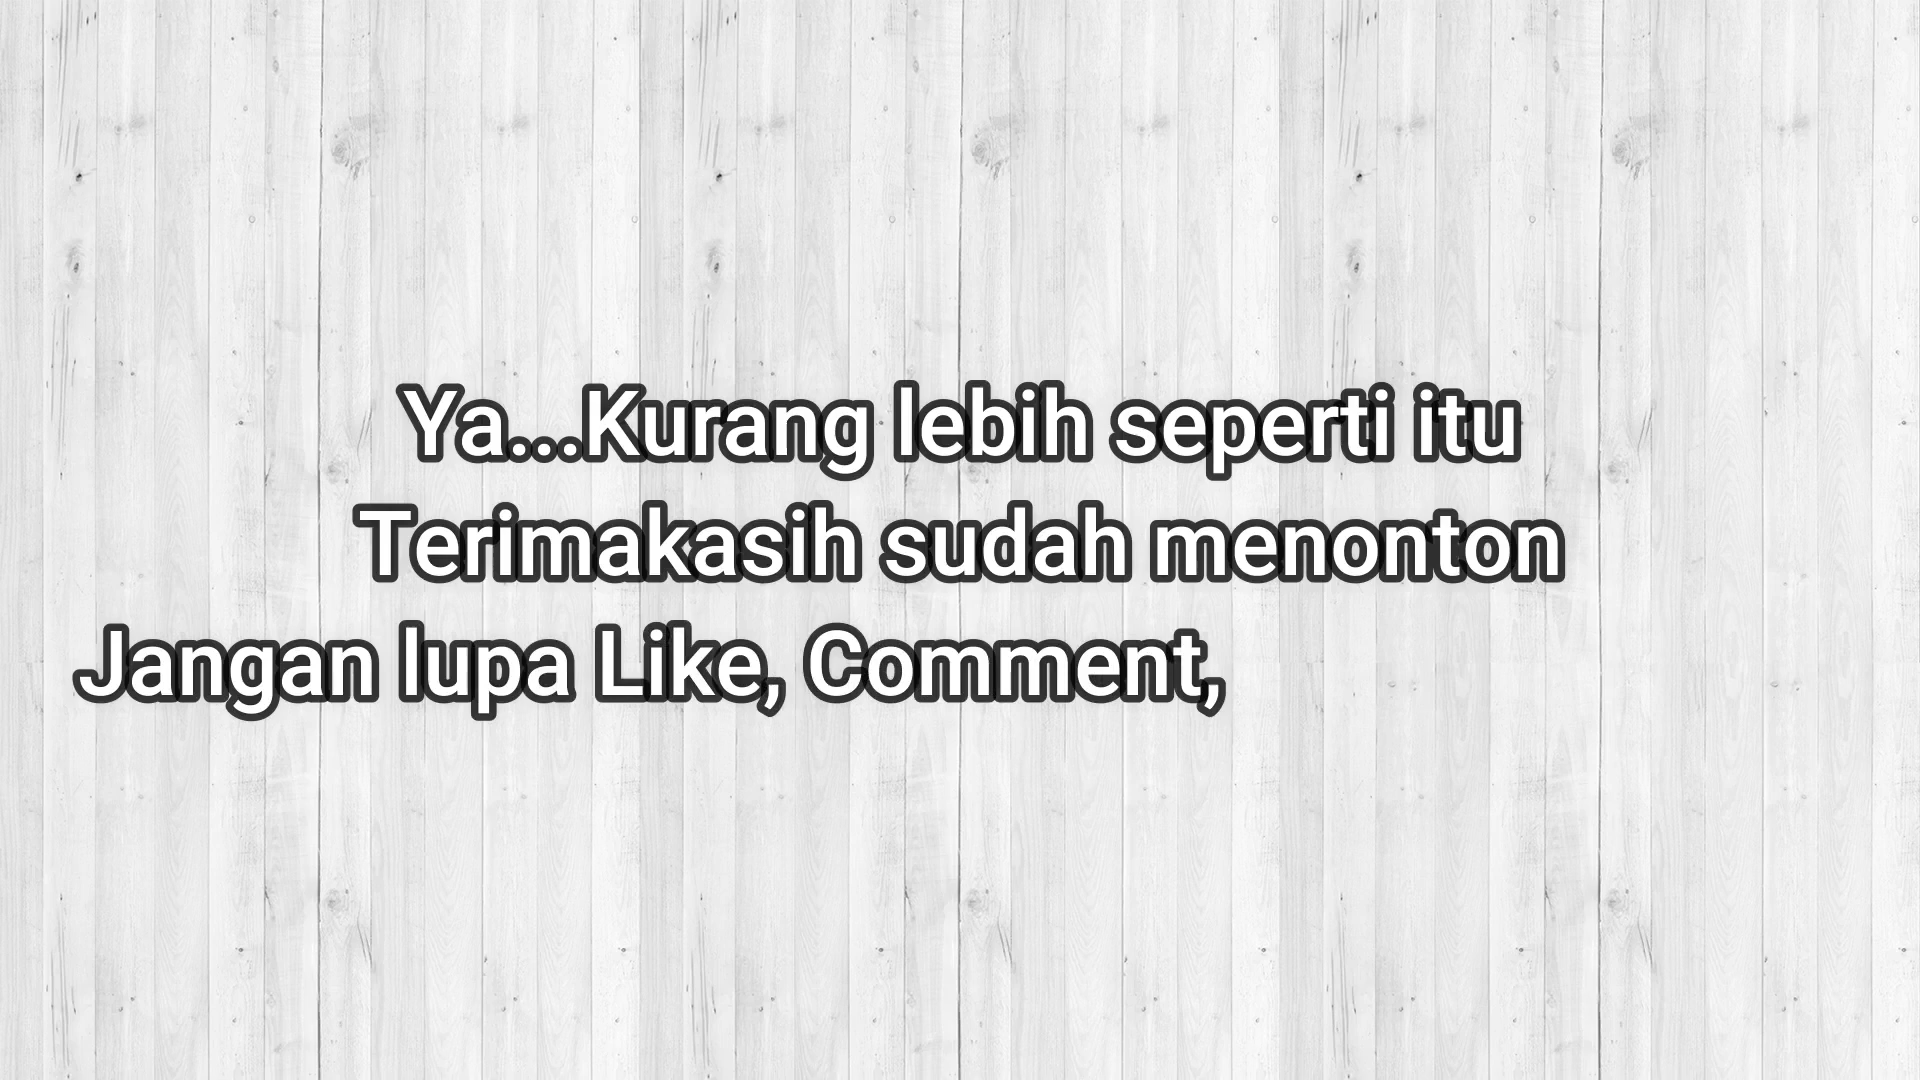 Ya...Kurang lebih seperti itu
Terimakasih sudah menonton
Jangan lupa Like, Comment,